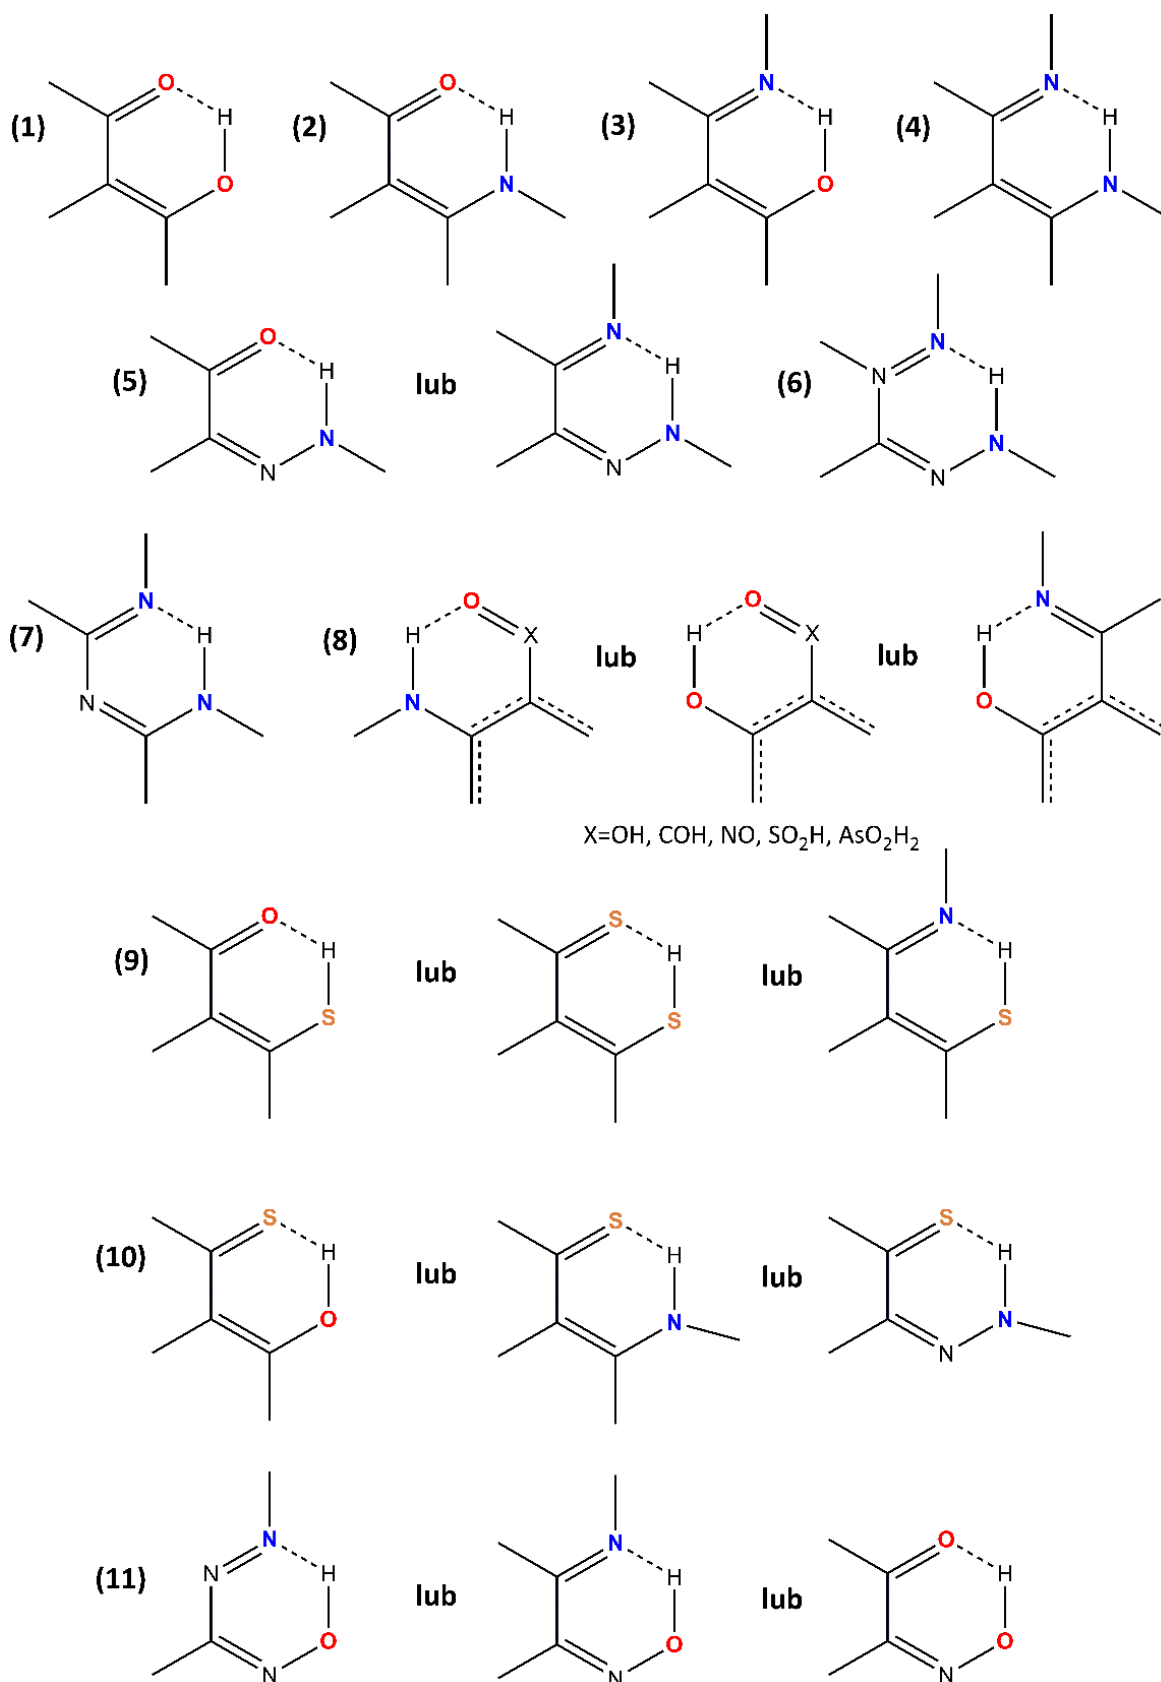 O O N N
(1) H (2) H (3) H (4) H
O N O N
O N N
(5) H lub H (6) N H
N N N
N N N
N O O N
(7) H (8) H X lub H X lub H
N N N O O
X=OH, COH, NO, SO₂H, AsO₂H₂
O S N
(9) H lub H lub H
S S S
S S S
(10) H lub H lub H
O N N
N
N N O
(11) N H lub H lub H
O O O
N N N